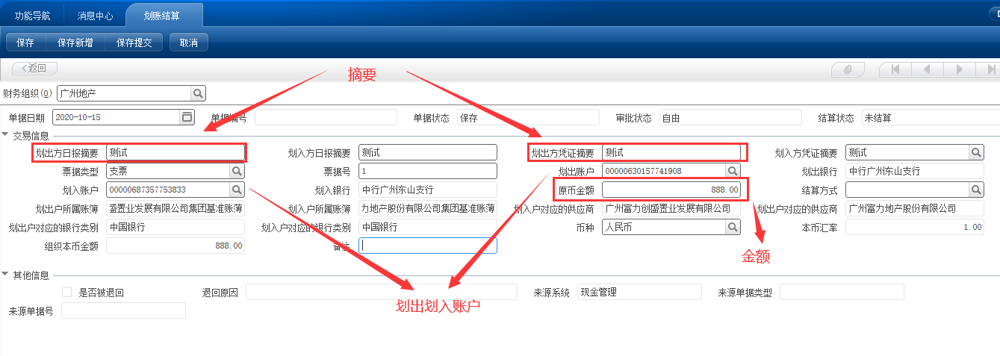 功能导航 消息中心 划账结算
保存 保存新增 保存提交 取消
返回
摘要
财务组织(O) 广州地产
单据日期 2020-10-15 单据编号 单据状态 保存 审批状态 自由 结算状态 未结算
交易信息
划出方日报摘要 测试 划入方日报摘要 测试 划出方凭证摘要 测试 划入方凭证摘要 测试
票据类型 支票 票据号 1 划出账户 00000630157741908 划出银行 中行广州东山支行
划入账户 00000687357753833 划入银行 中行广州东山支行 原币金额 888.00 结算方式
划出户所属账簿 盛置业发展有限公司集团基准账薄 划入户所属账簿 力地产股份有限公司集团基准账薄 划入户对应的供应商 广州富力创盛置业发展有限公司 划出户对应的供应商 广州富力地产股份有限公司
划出户对应的银行类别 中国银行 划入户对应的银行类别 中国银行 币种 人民币 本币汇率 1.00
组织本币金额 888.00 备注
金额
其他信息
是否被退回 退回原因 来源系统 现金管理 来源单据类型
划出划入账户
来源单据号